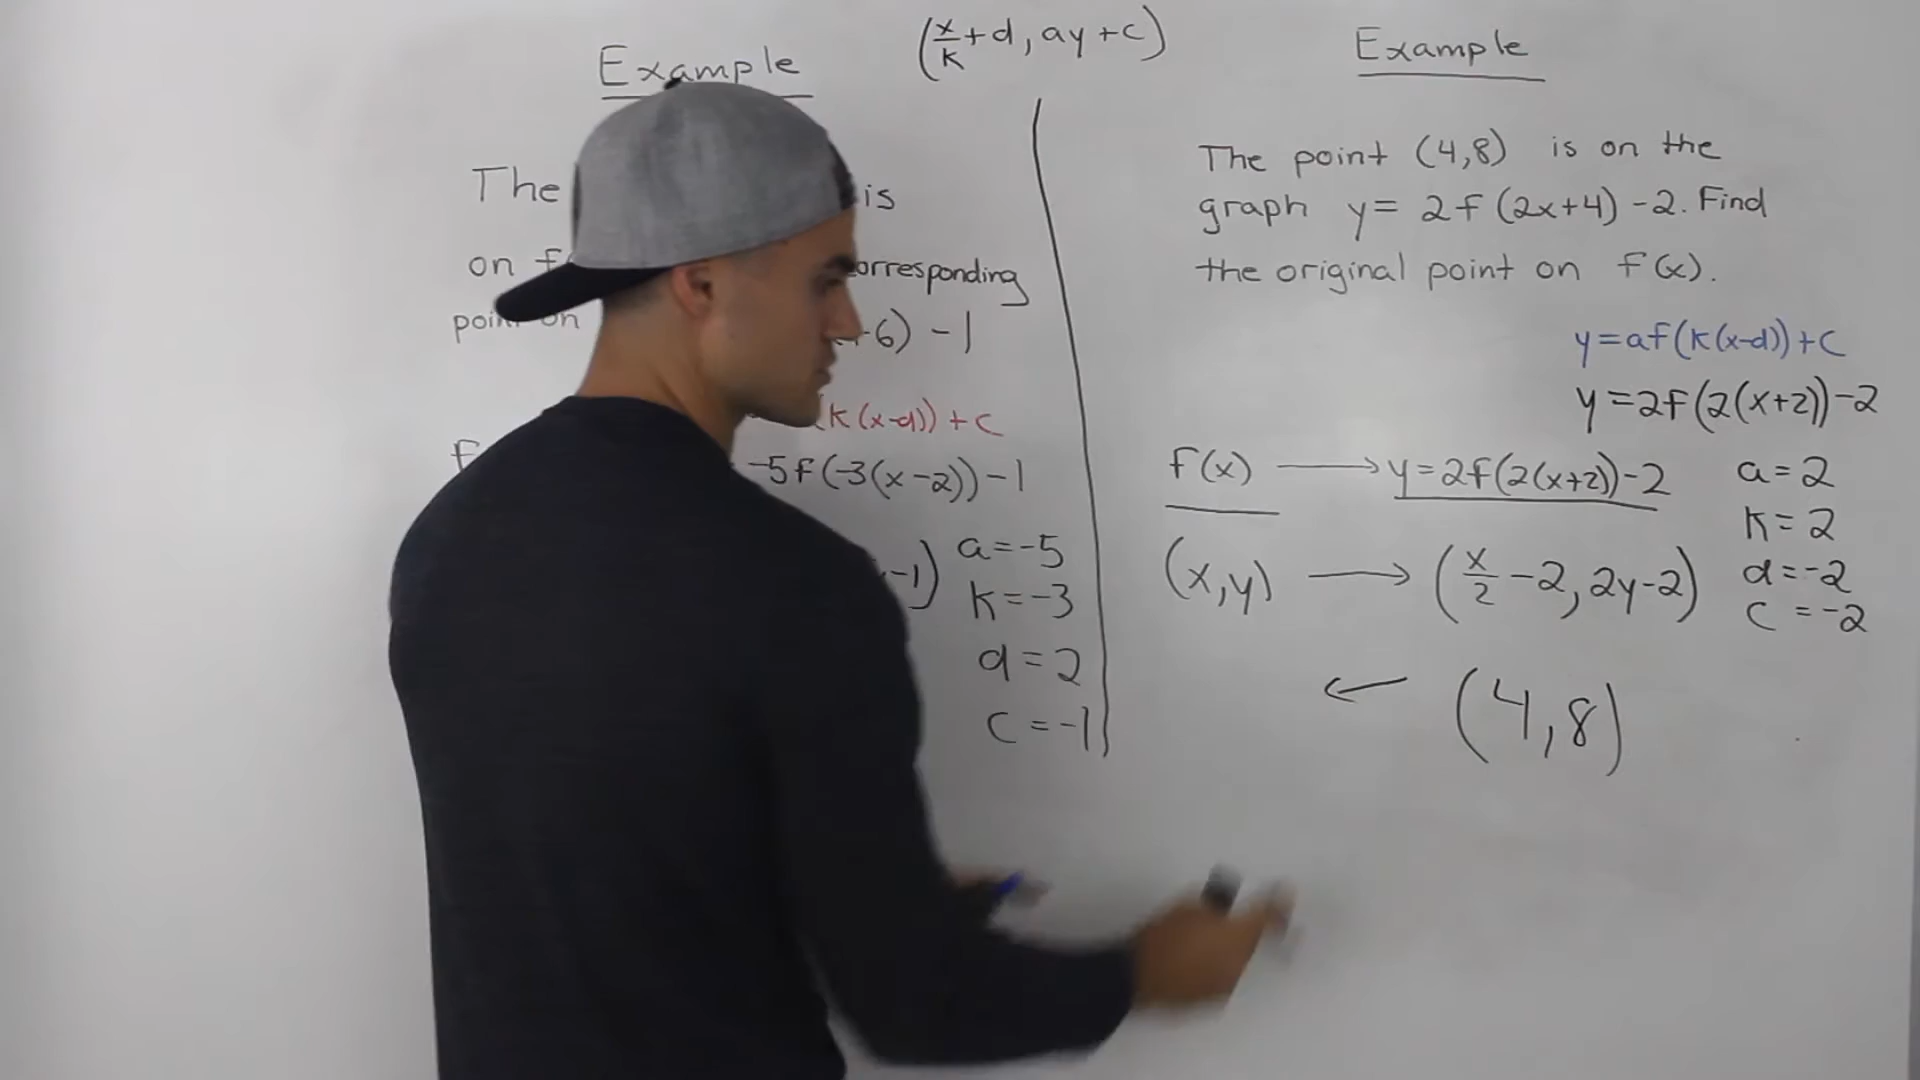 (x/k + d, ay + c)
Example
The is
on corresponding
point on -6) - 1
k(x-d)) + c
-5f(-3(x-2)) - 1
-1)
a = -5
k = -3
d = 2
c = -1
Example
The point (4,8) is on the
graph y = 2f(2x+4) - 2. Find
the original point on f(x).
y = af(k(x-d)) + c
y = 2f(2(x+2)) - 2
f(x) → y = 2f(2(x+2)) - 2
a = 2
k = 2
(x,y) → (x/2 - 2, 2y - 2)
d = -2
c = -2
← (4,8)